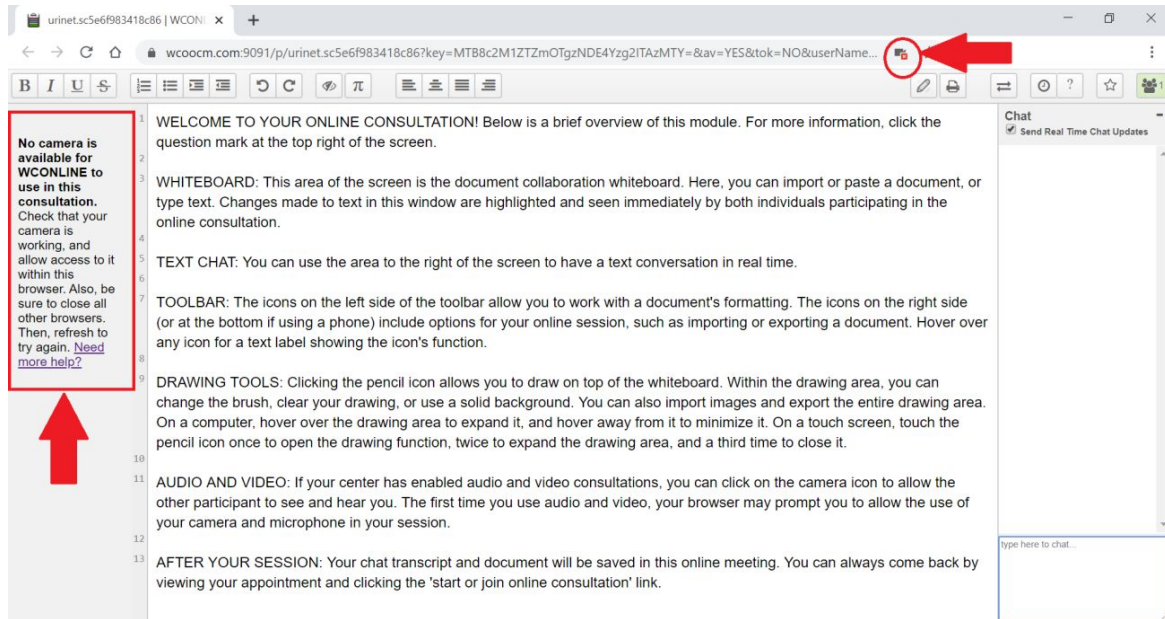 urinet.sc5e6f983418c86 | WCON
wcoocm.com:9091/p/urinet.sc5e6f983418c86?key=MTB8c2M1ZTZmOTgzNDE4Yzg2ITAzMTY=&av=YES&tok=NO&userName...
B I U S π ? 1
No camera is
available for
WCONLINE to
use in this
consultation.
Check that your
camera is
working, and
allow access to it
within this
browser. Also, be
sure to close all
other browsers.
Then, refresh to
try again. Need
more help?
1 WELCOME TO YOUR ONLINE CONSULTATION! Below is a brief overview of this module. For more information, click the
question mark at the top right of the screen.
2
3 WHITEBOARD: This area of the screen is the document collaboration whiteboard. Here, you can import or paste a document, or
type text. Changes made to text in this window are highlighted and seen immediately by both individuals participating in the
online consultation.
4
5 TEXT CHAT: You can use the area to the right of the screen to have a text conversation in real time.
6
7 TOOLBAR: The icons on the left side of the toolbar allow you to work with a document's formatting. The icons on the right side
(or at the bottom if using a phone) include options for your online session, such as importing or exporting a document. Hover over
any icon for a text label showing the icon's function.
8
9 DRAWING TOOLS: Clicking the pencil icon allows you to draw on top of the whiteboard. Within the drawing area, you can
change the brush, clear your drawing, or use a solid background. You can also import images and export the entire drawing area.
On a computer, hover over the drawing area to expand it, and hover away from it to minimize it. On a touch screen, touch the
pencil icon once to open the drawing function, twice to expand the drawing area, and a third time to close it.
10
11 AUDIO AND VIDEO: If your center has enabled audio and video consultations, you can click on the camera icon to allow the
other participant to see and hear you. The first time you use audio and video, your browser may prompt you to allow the use of
your camera and microphone in your session.
12
13 AFTER YOUR SESSION: Your chat transcript and document will be saved in this online meeting. You can always come back by
viewing your appointment and clicking the 'start or join online consultation' link.
Chat
Send Real Time Chat Updates
type here to chat...